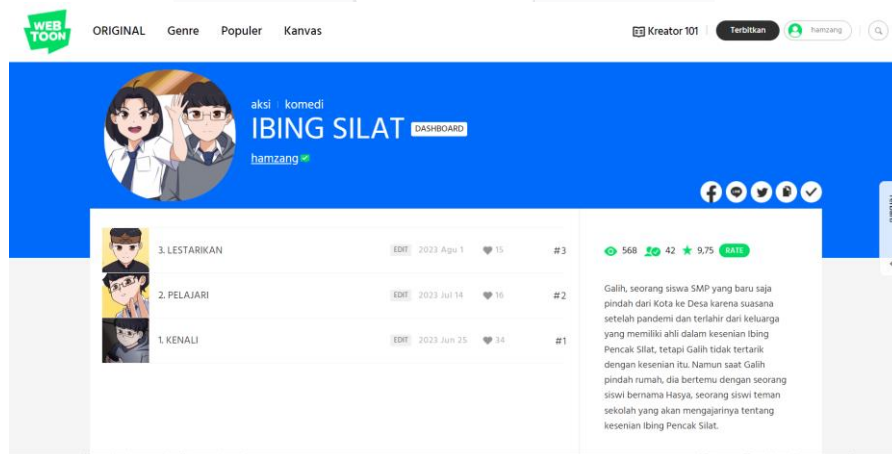 WEB
TOON
ORIGINAL Genre Populer Kanvas
Kreator 101
Terbitkan
hamzang
aksi komedi
IBING SILAT DASHBOARD
hamzang
3. LESTARIKAN EDIT 2023 Agu 1 15 #3
2. PELAJARI EDIT 2023 Jul 14 16 #2
1. KENALI EDIT 2023 Jun 25 34 #1
568 42 9,75 RATE
Galih, seorang siswa SMP yang baru saja
pindah dari Kota ke Desa karena suasana
setelah pandemi dan terlahir dari keluarga
yang memiliki ahli dalam kesenian Ibing
Pencak SIlat, tetapi Galih tidak tertarik
dengan kesenian itu. Namun saat Galih
pindah rumah, dia bertemu dengan seorang
siswi bernama Hasya, seorang siswi teman
sekolah yang akan mengajarinya tentang
kesenian Ibing Pencak Silat.